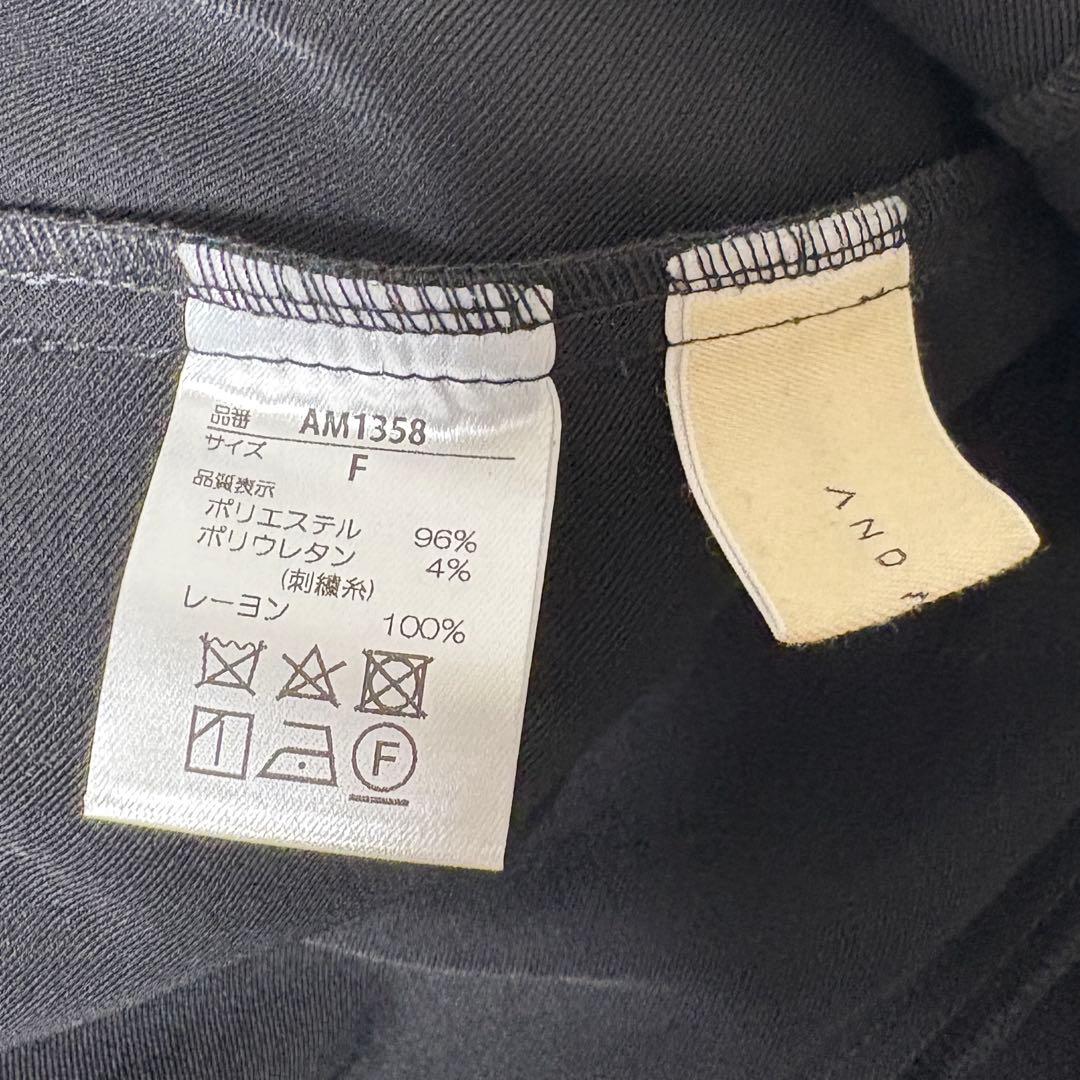 品番 AM1358
サイズ F
品質表示
ポリエステル 96%
ポリウレタン 4%
(刺繍糸)
レーヨン 100%
F